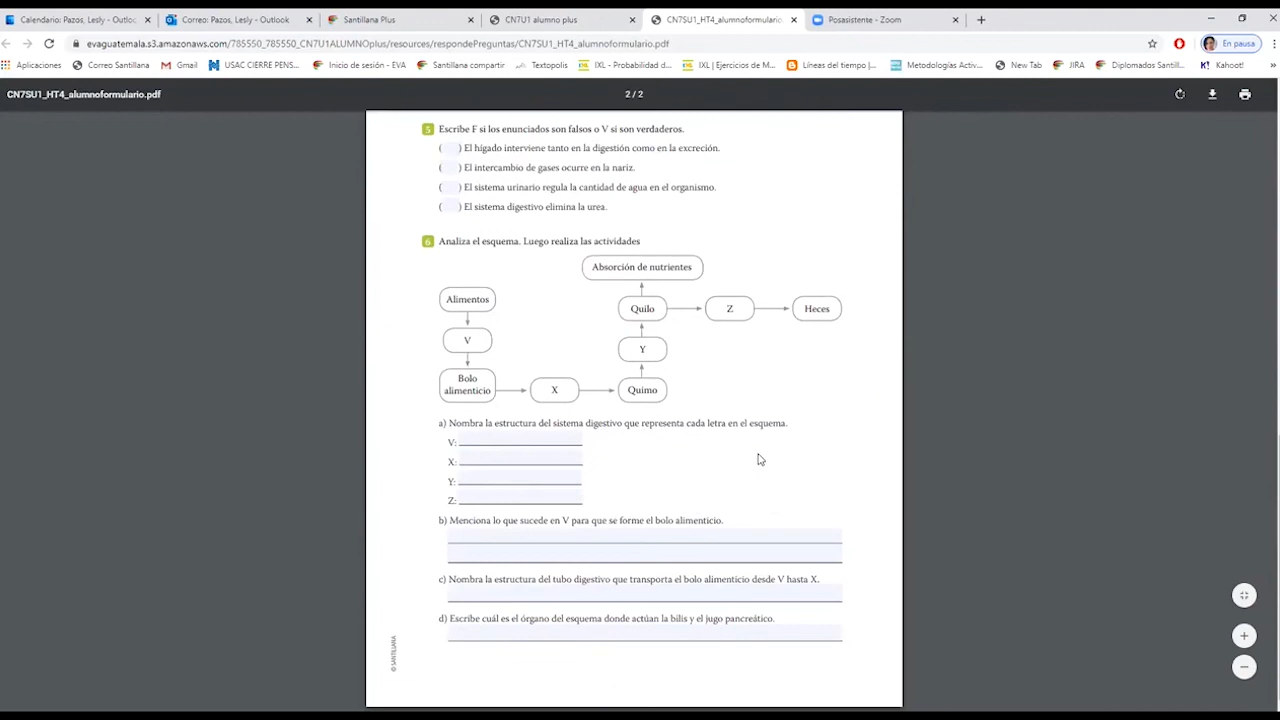 Calendario: Pazos, Lesly - Outloo
Correo: Pazos, Lesly - Outlook
Santillana Plus
CN7U1 alumno plus
CN7SU1_HT4_alumnoformulario.
Posasistente - Zoom
evaguatemala.s3.amazonaws.com/785550_785550_CN7U1ALUMNOplus/resources/respondePreguntas/CN7SU1_HT4_alumnoformulario.pdf
En pausa
Aplicaciones
Correo Santillana
Gmail
USAC CIERRE PENS...
Inicio de sesión - EVA
Santillana compartir
Textopolis
IXL - Probabilidad d...
IXL | Ejercicios de M...
Líneas del tiempo |...
Metodologías Activ...
New Tab
JIRA
Diplomados Santill...
Kahoot!
CN7SU1_HT4_alumnoformulario.pdf
2 / 2
5 Escribe F si los enunciados son falsos o V si son verdaderos.
( ) El hígado interviene tanto en la digestión como en la excreción.
( ) El intercambio de gases ocurre en la nariz.
( ) El sistema urinario regula la cantidad de agua en el organismo.
( ) El sistema digestivo elimina la urea.
6 Analiza el esquema. Luego realiza las actividades
Absorción de nutrientes
Alimentos
Quilo
Z
Heces
V
Y
Bolo
alimenticio
X
Quimo
a) Nombra la estructura del sistema digestivo que representa cada letra en el esquema.
V:
X:
Y:
Z:
b) Menciona lo que sucede en V para que se forme el bolo alimenticio.
c) Nombra la estructura del tubo digestivo que transporta el bolo alimenticio desde V hasta X.
d) Escribe cuál es el órgano del esquema donde actúan la bilis y el jugo pancreático.
© SANTILLANA